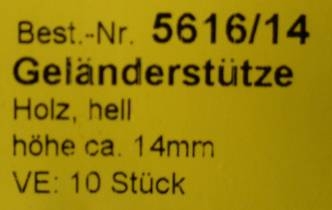 Best.-Nr. 5616/14
Geländerstütze
Holz, hell
höhe ca. 14mm
VE: 10 Stück